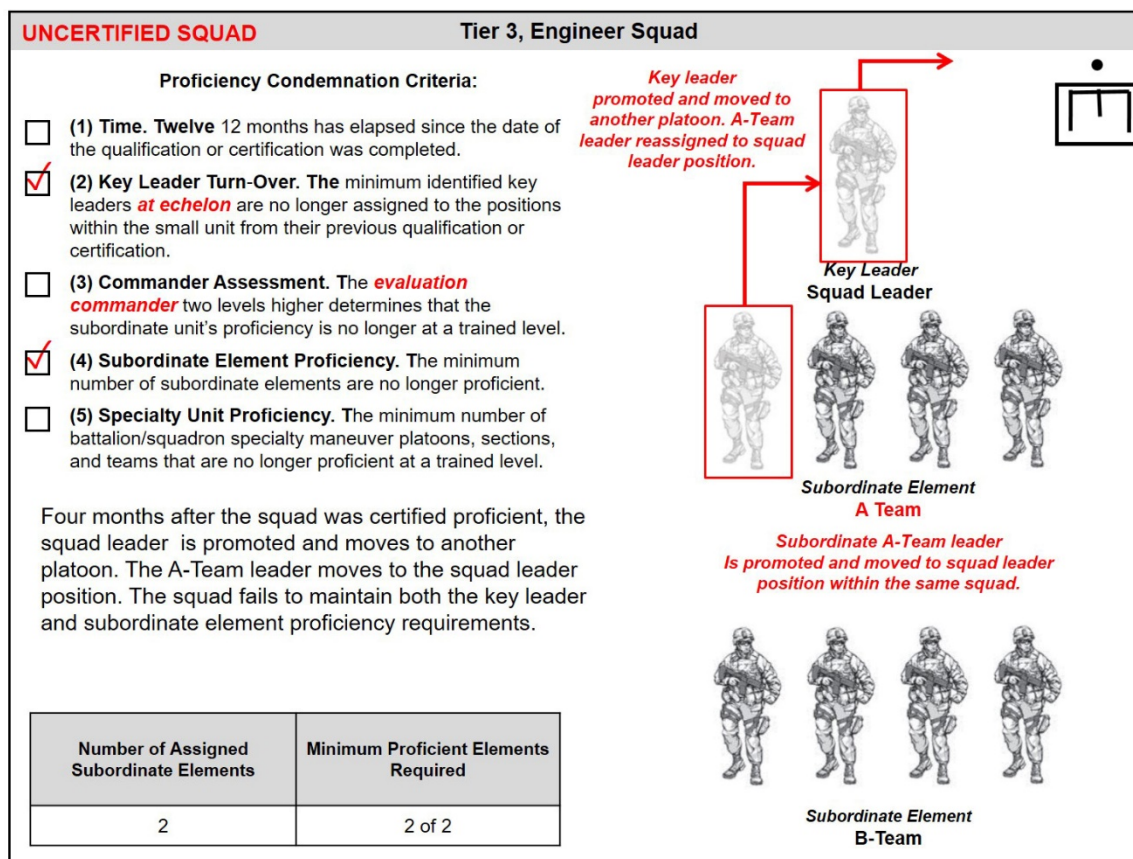 UNCERTIFIED SQUAD
Tier 3, Engineer Squad
Proficiency Condemnation Criteria:
(1) Time. Twelve 12 months has elapsed since the date of
the qualification or certification was completed.
(2) Key Leader Turn-Over. The minimum identified key
leaders at echelon are no longer assigned to the positions
within the small unit from their previous qualification or
certification.
(3) Commander Assessment. The evaluation
commander two levels higher determines that the
subordinate unit's proficiency is no longer at a trained level.
(4) Subordinate Element Proficiency. The minimum
number of subordinate elements are no longer proficient.
(5) Specialty Unit Proficiency. The minimum number of
battalion/squadron specialty maneuver platoons, sections,
and teams that are no longer proficient at a trained level.
Four months after the squad was certified proficient, the
squad leader is promoted and moves to another
platoon. The A-Team leader moves to the squad leader
position. The squad fails to maintain both the key leader
and subordinate element proficiency requirements.
Number of Assigned
Subordinate Elements
Minimum Proficient Elements
Required
2
2 of 2
Key leader
promoted and moved to
another platoon. A-Team
leader reassigned to squad
leader position.
Key Leader
Squad Leader
Subordinate Element
A Team
Subordinate A-Team leader
Is promoted and moved to squad leader
position within the same squad.
Subordinate Element
B-Team